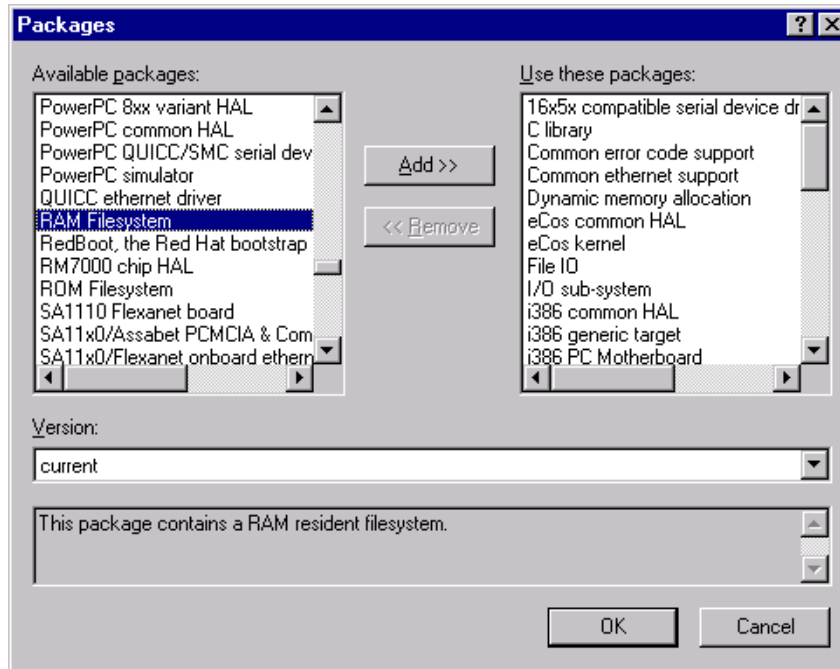 Packages
Available packages:
PowerPC 8xx variant HAL
PowerPC common HAL
PowerPC QUICC/SMC serial dev
PowerPC simulator
QUICC ethernet driver
RAM Filesystem
RedBoot, the Red Hat bootstrap
RM7000 chip HAL
ROM Filesystem
SA1110 Flexanet board
SA11x0/Assabet PCMCIA & Com
SA11x0/Flexanet onboard ethern
Add >>
<< Remove
Use these packages:
16x5x compatible serial device dr
C library
Common error code support
Common ethernet support
Dynamic memory allocation
eCos common HAL
eCos kernel
File IO
I/O sub-system
i386 common HAL
i386 generic target
i386 PC Motherboard
Version:
current
This package contains a RAM resident filesystem.
OK
Cancel